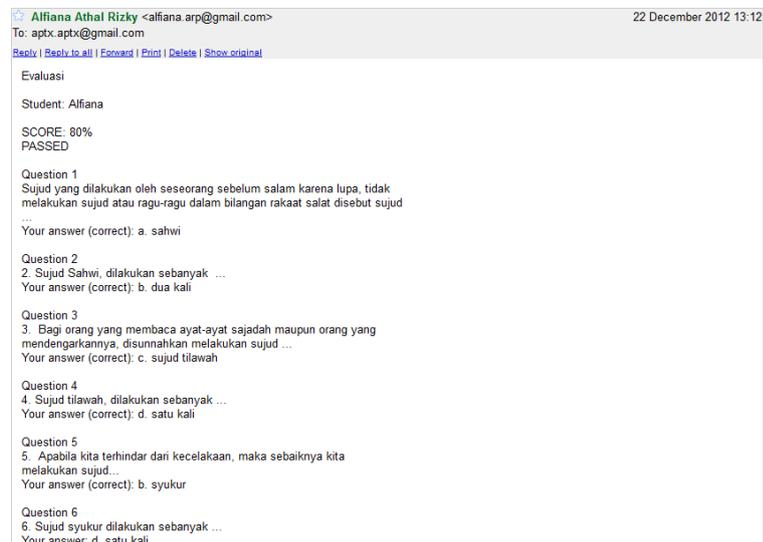 Alfiana Athal Rizky <alfiana.arp@gmail.com> 22 December 2012 13:12
To: aptx.aptx@gmail.com
Reply | Reply to all | Forward | Print | Delete | Show original
Evaluasi
Student: Alfiana
SCORE: 80%
PASSED
Question 1
Sujud yang dilakukan oleh seseorang sebelum salam karena lupa, tidak
melakukan sujud atau ragu-ragu dalam bilangan rakaat salat disebut sujud
...
Your answer (correct): a. sahwi
Question 2
2. Sujud Sahwi, dilakukan sebanyak ...
Your answer (correct): b. dua kali
Question 3
3. Bagi orang yang membaca ayat-ayat sajadah maupun orang yang
mendengarkannya, disunnahkan melakukan sujud ...
Your answer (correct): c. sujud tilawah
Question 4
4. Sujud tilawah, dilakukan sebanyak ...
Your answer (correct): d. satu kali
Question 5
5. Apabila kita terhindar dari kecelakaan, maka sebaiknya kita
melakukan sujud...
Your answer (correct): b. syukur
Question 6
6. Sujud syukur dilakukan sebanyak ...
Your answer: d. satu kali